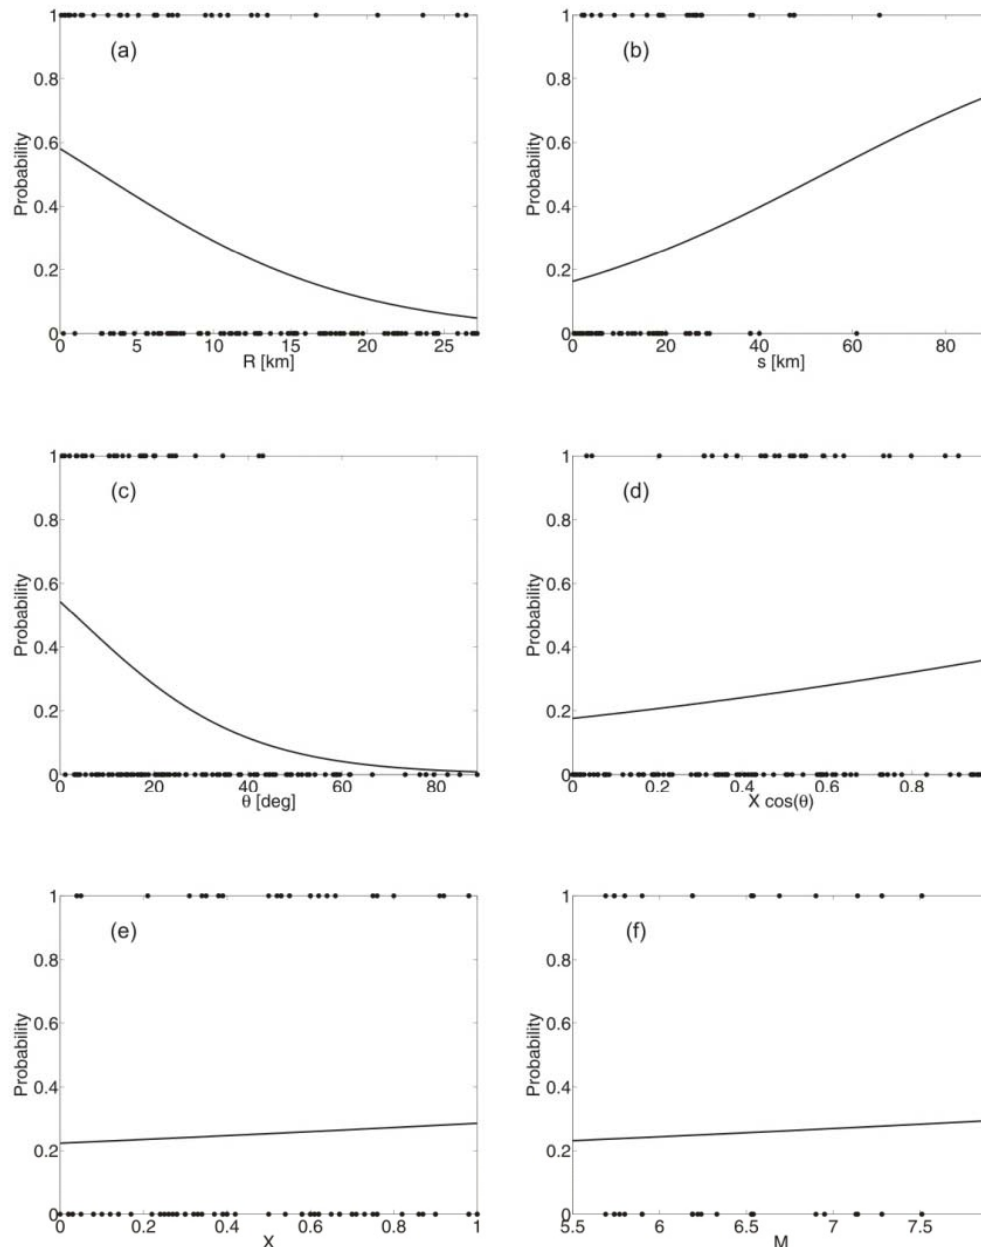 (a)
Probability
1
0.8
0.6
0.4
0.2
0
0 5 10 15 20 25
R [km]
(b)
Probability
1
0.8
0.6
0.4
0.2
0
0 20 40 60 80
s [km]
(c)
Probability
1
0.8
0.6
0.4
0.2
0
0 20 40 60 80
θ [deg]
(d)
Probability
1
0.8
0.6
0.4
0.2
0
0 0.2 0.4 0.6 0.8
X cos(θ)
(e)
Probability
1
0.8
0.6
0.4
0.2
0
0 0.2 0.4 0.6 0.8 1
X
(f)
Probability
1
0.8
0.6
0.4
0.2
0
5.5 6 6.5 7 7.5
M